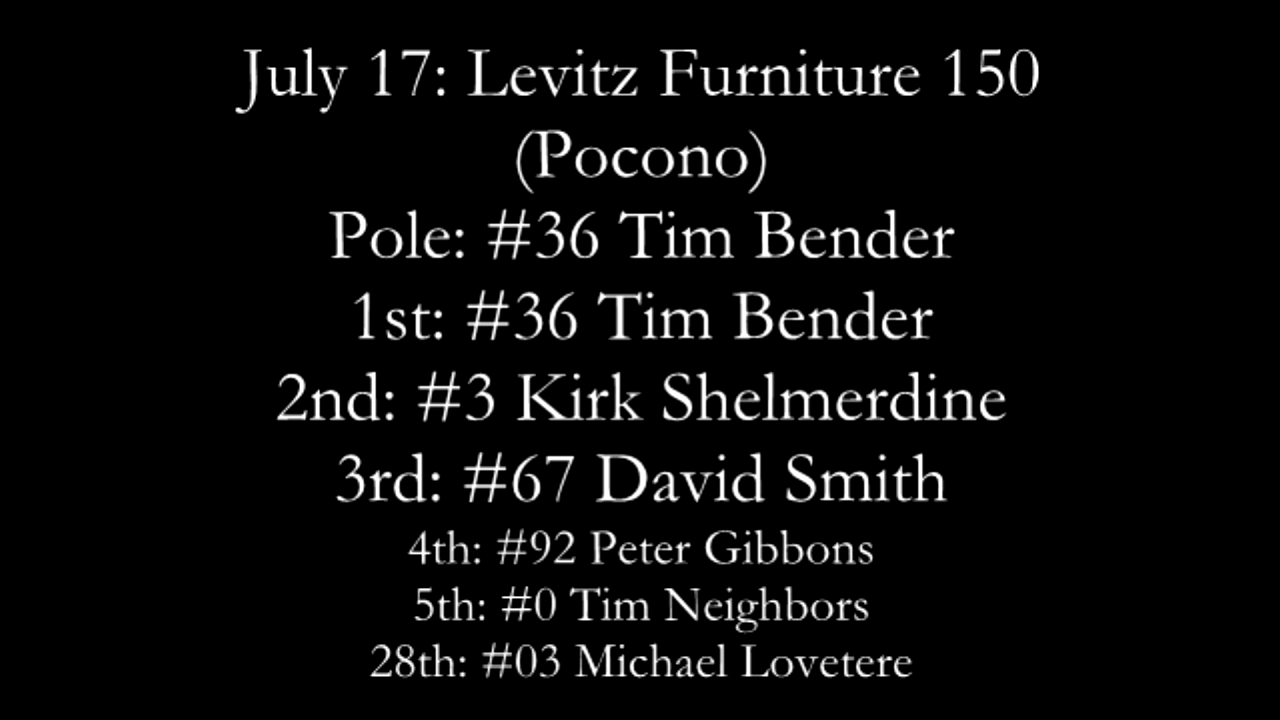 July 17: Levitz Furniture 150
(Pocono)
Pole: #36 Tim Bender
1st: #36 Tim Bender
2nd: #3 Kirk Shelmerdine
3rd: #67 David Smith
4th: #92 Peter Gibbons
5th: #0 Tim Neighbors
28th: #03 Michael Lovetere